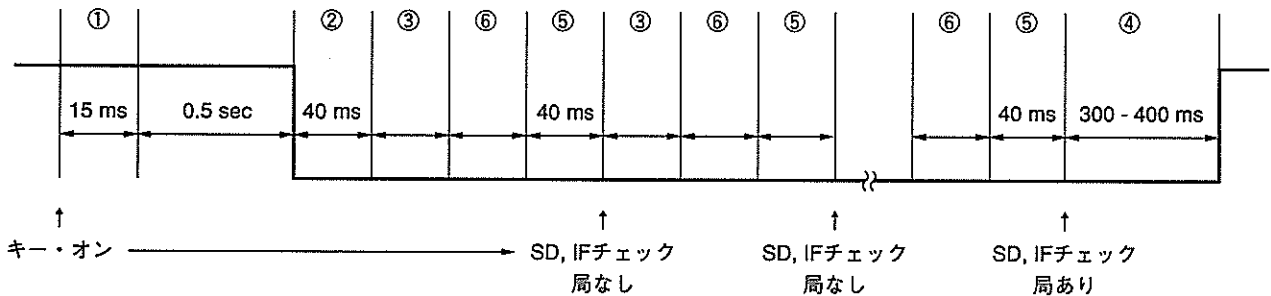 ① ② ③ ⑥ ⑤ ③ ⑥ ⑤ ⑥ ⑤ ④
15 ms 0.5 sec 40 ms 40 ms 40 ms 300 - 400 ms
キー・オン SD, IFチェック SD, IFチェック SD, IFチェック
局なし 局なし 局あり